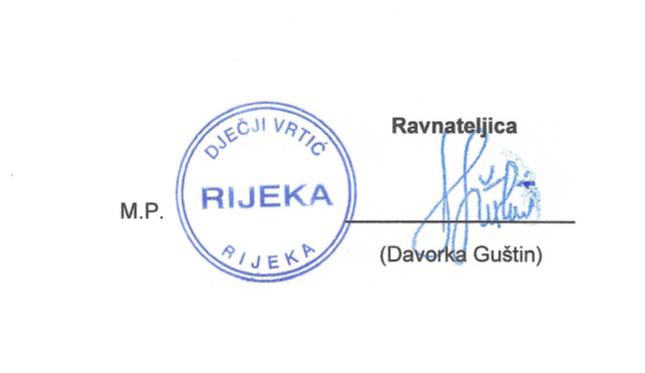 Ravnateljica
DJEČJI VRTIĆ
RIJEKA
RIJEKA
M.P.
(Davorka Guštin)